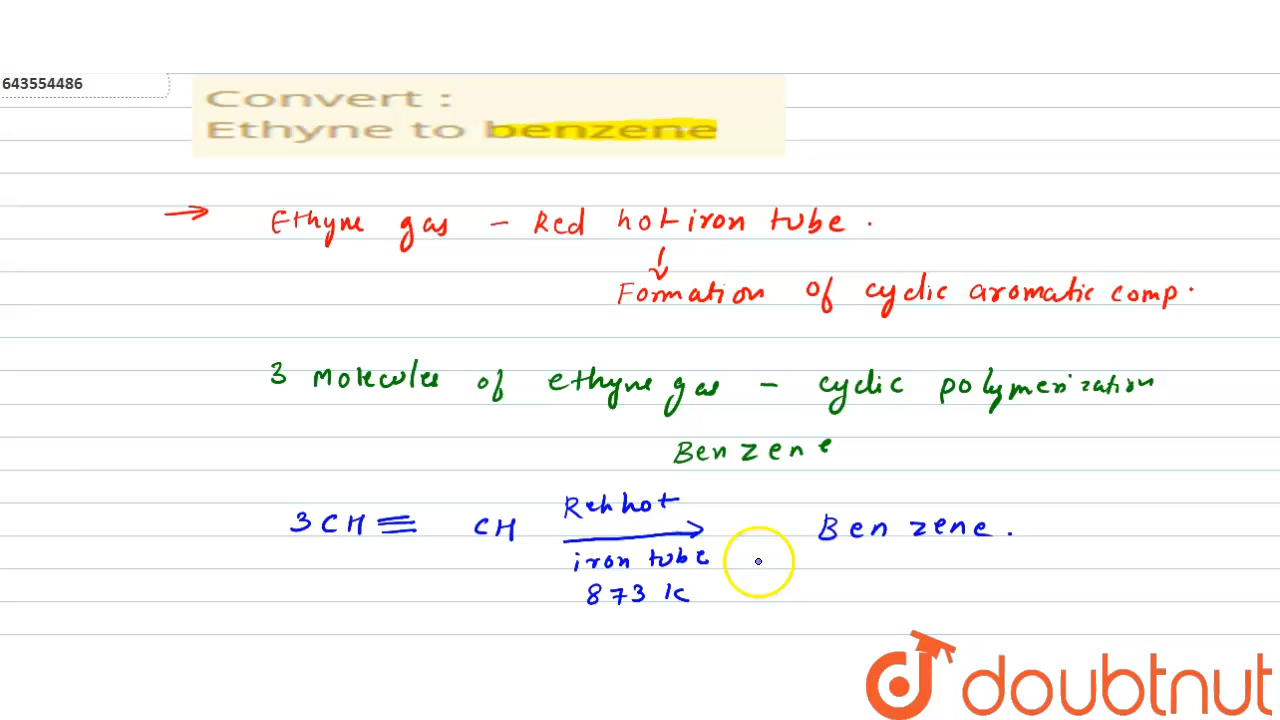 643554486
Convert :
Ethyne to benzene
→ Ethyne gas - Red hot iron tube.
↓
Formation of cyclic aromatic comp.
3 molecules of ethyne gas - cyclic polymerization
Benzene
3CH≡CH Rehhot → Benzene.
iron tube
873 K
doubtnut